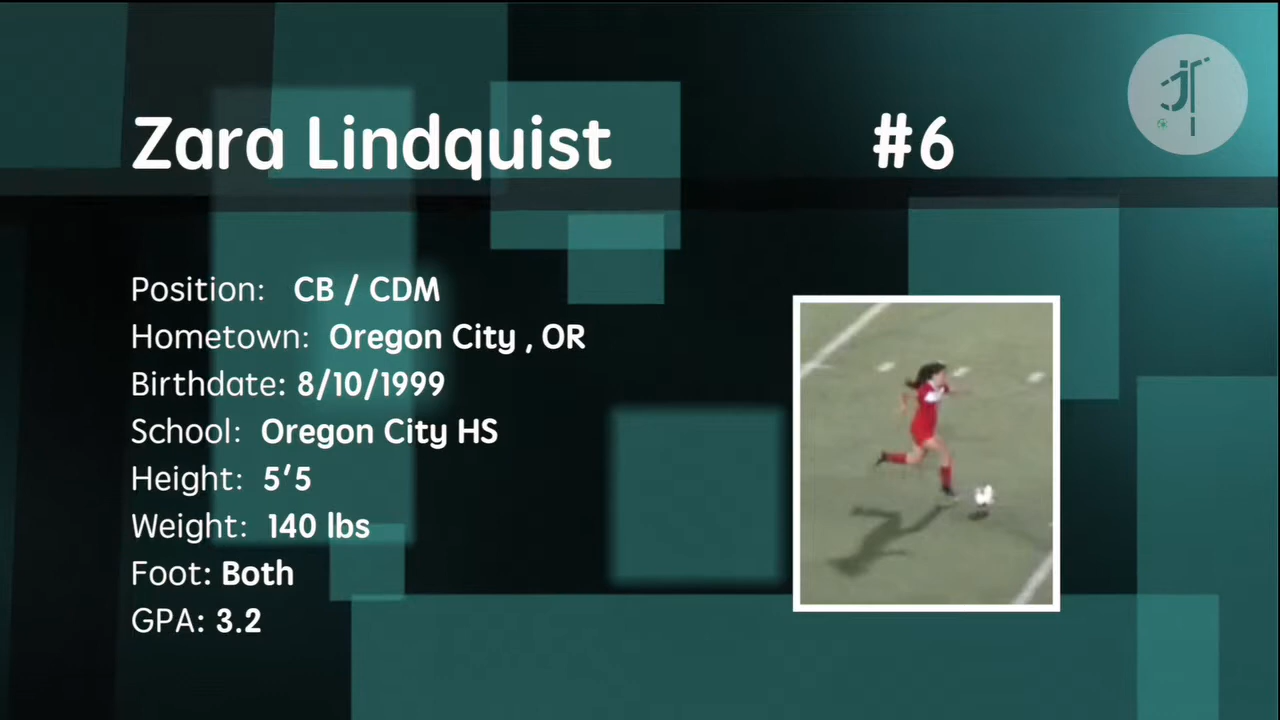 Zara Lindquist #6
Position: CB / CDM
Hometown: Oregon City , OR
Birthdate: 8/10/1999
School: Oregon City HS
Height: 5'5
Weight: 140 lbs
Foot: Both
GPA: 3.2